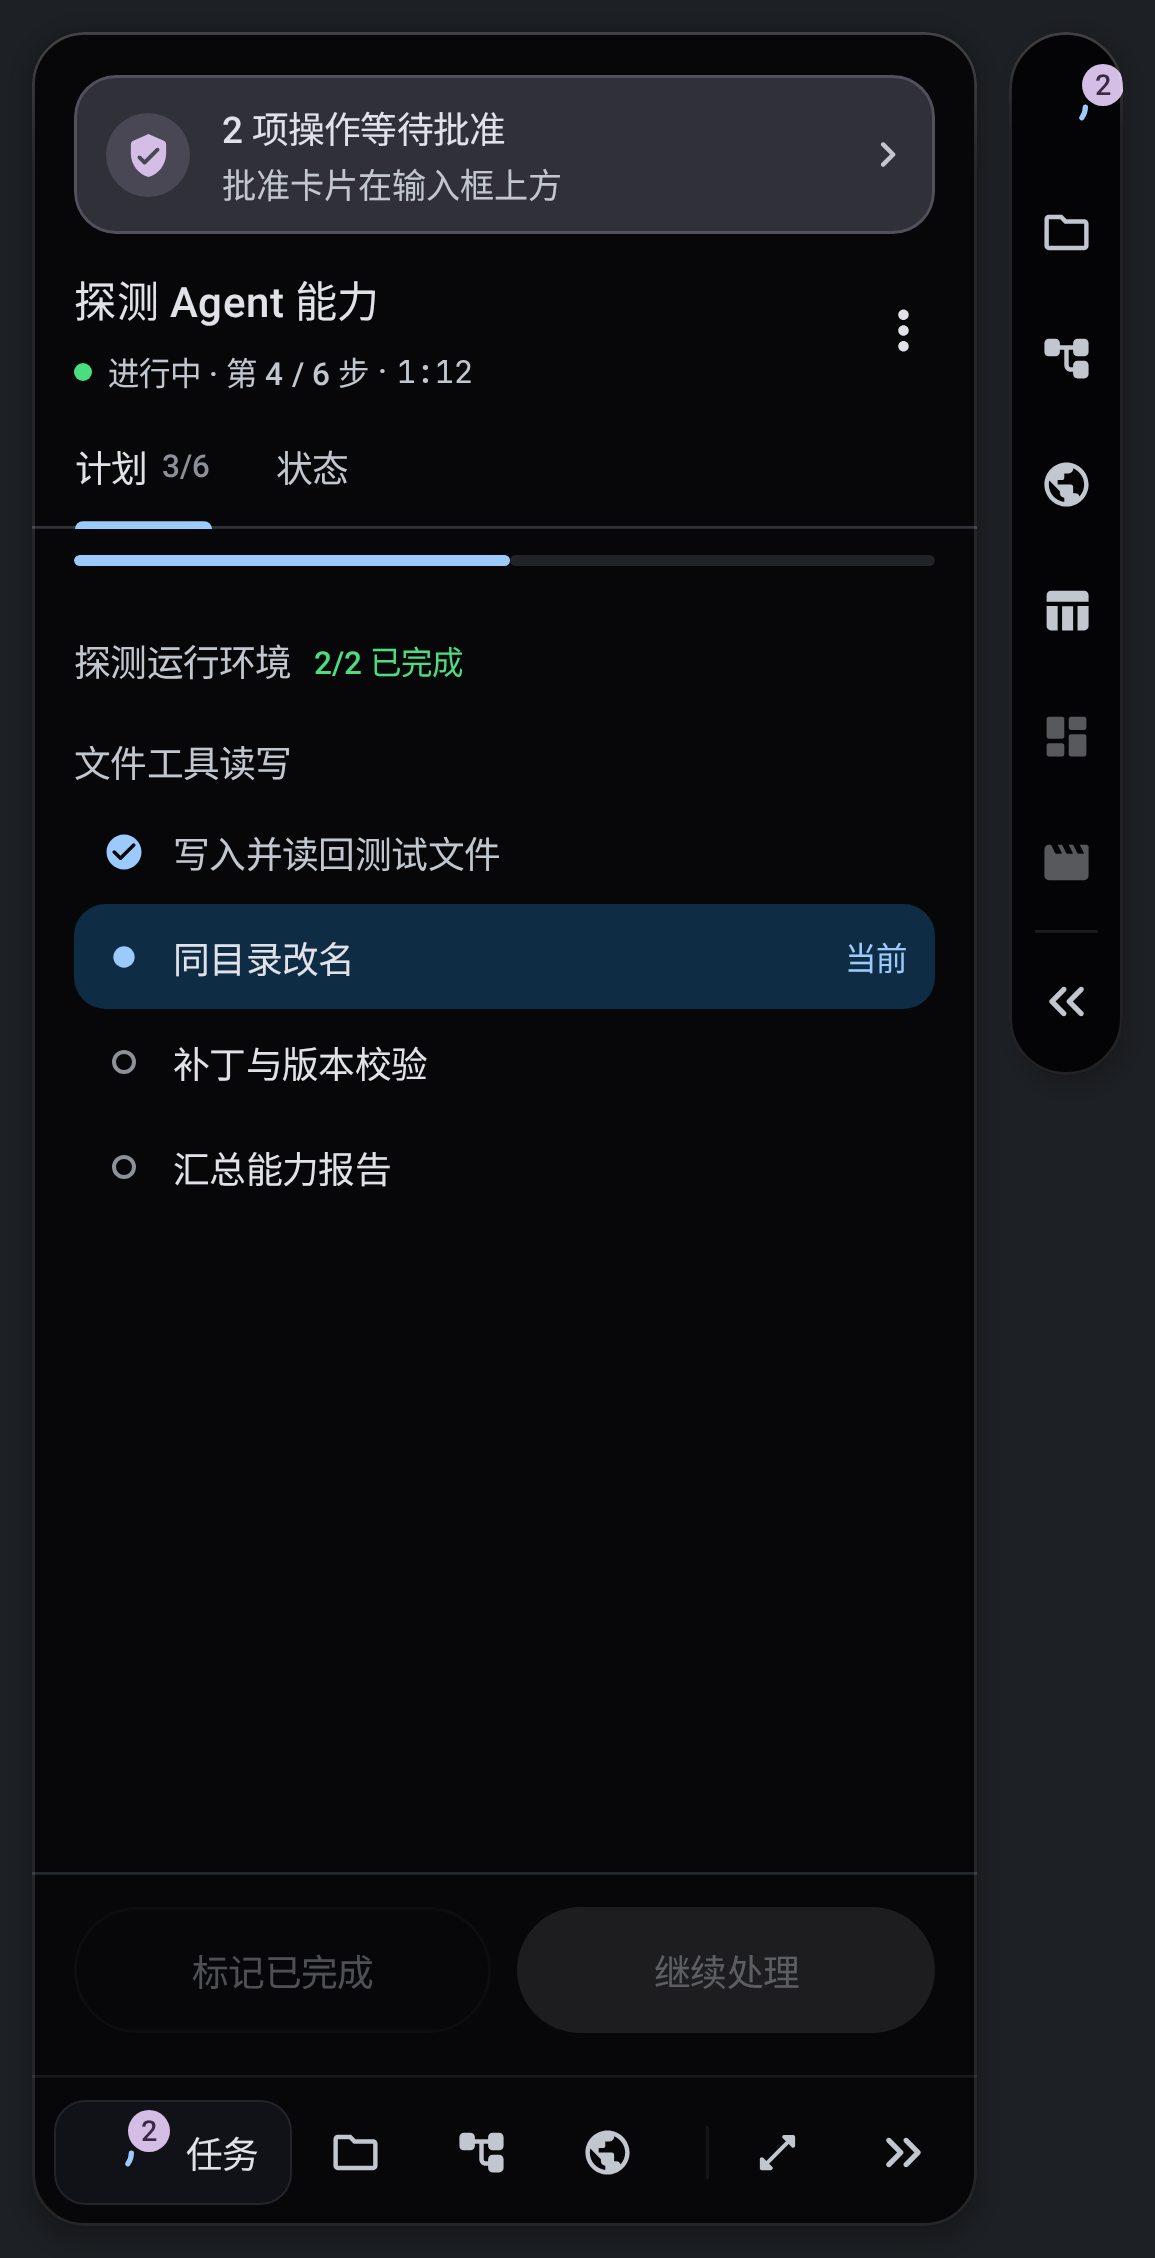 2 项操作等待批准
批准卡片在输入框上方
探测 Agent 能力
进行中 · 第 4 / 6 步 · 1:12
计划 3/6 状态
探测运行环境 2/2 已完成
文件工具读写
写入并读回测试文件
同目录改名 当前
补丁与版本校验
汇总能力报告
标记已完成 继续处理
2 任务
2